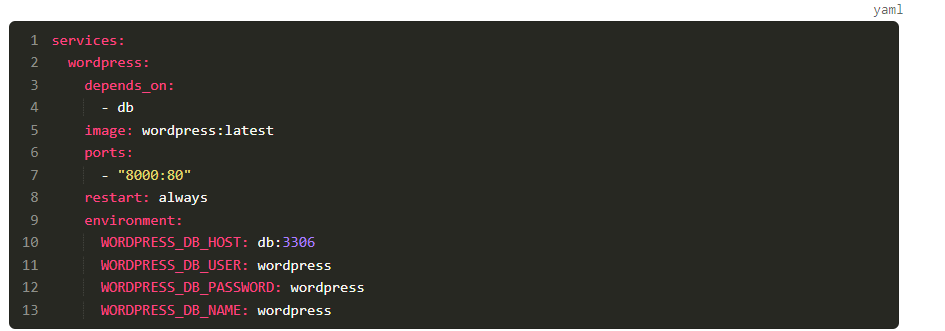 yaml
1 services:
2   wordpress:
3     depends_on:
4       - db
5     image: wordpress:latest
6     ports:
7       - "8000:80"
8     restart: always
9     environment:
10       WORDPRESS_DB_HOST: db:3306
11       WORDPRESS_DB_USER: wordpress
12       WORDPRESS_DB_PASSWORD: wordpress
13       WORDPRESS_DB_NAME: wordpress